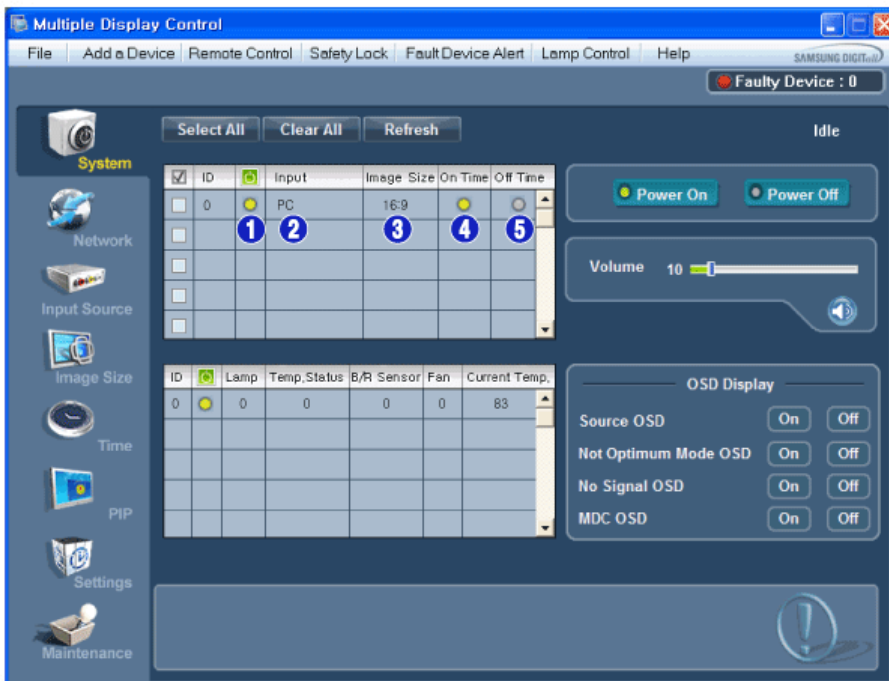 Multiple Display Control
File Add a Device Remote Control Safety Lock Fault Device Alert Lamp Control Help
SAMSUNG DIGITall
Faulty Device : 0
Select All Clear All Refresh Idle
System
Network
Input Source
Image Size
Time
PIP
Settings
Maintenance
ID Input Image Size On Time Off Time
0 PC 16:9
1 2 3 4 5
Power On Power Off
Volume 10
ID Lamp Temp,Status B/R Sensor Fan Current Temp,
0 0 0 0 0 83
OSD Display
Source OSD On Off
Not Optimum Mode OSD On Off
No Signal OSD On Off
MDC OSD On Off